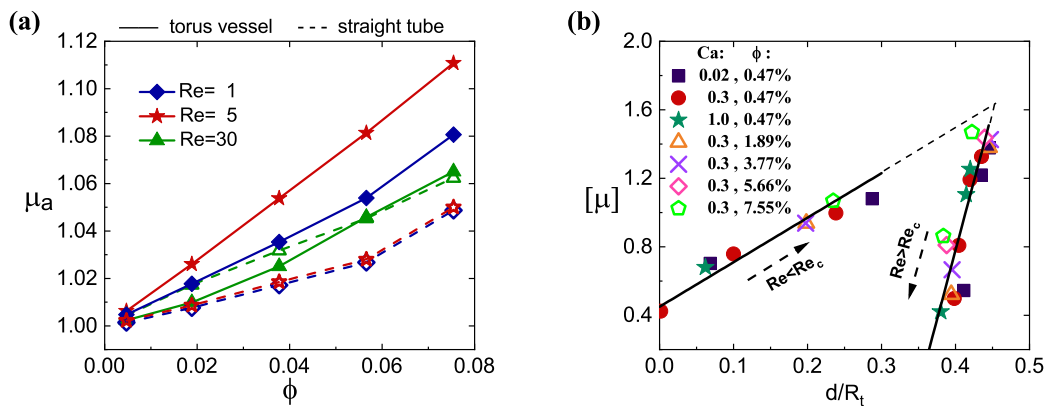 (a)
torus vessel
straight tube
1.12
1.10
1.08
1.06
1.04
1.02
1.00
μa
Re= 1
Re= 5
Re=30
0.00
0.02
0.04
0.06
0.08
ϕ
(b)
2.0
1.6
1.2
0.8
0.4
[μ]
Ca: ϕ :
0.02 , 0.47%
0.3 , 0.47%
1.0 , 0.47%
0.3 , 1.89%
0.3 , 3.77%
0.3 , 5.66%
0.3 , 7.55%
Re<Rec
Re>Rec
0.0
0.1
0.2
0.3
0.4
0.5
d/Rt